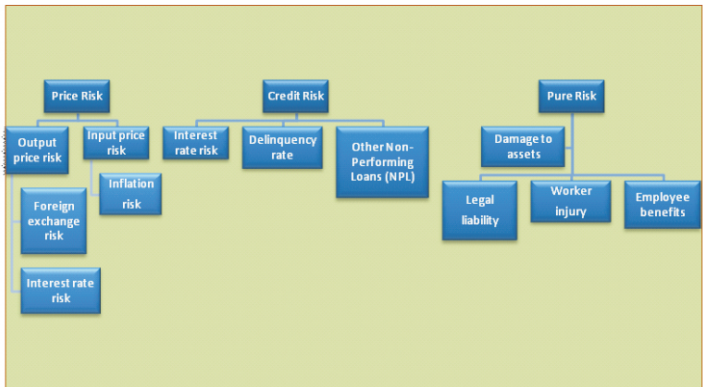 Price Risk
Output
price risk
Input price
risk
Foreign
exchange
risk
Inflation
risk
Interest rate
risk
Credit Risk
Interest
rate risk
Delinquency
rate
Other Non-
Performing
Loans (NPL)
Pure Risk
Damage to
assets
Legal
liability
Worker
injury
Employee
benefits